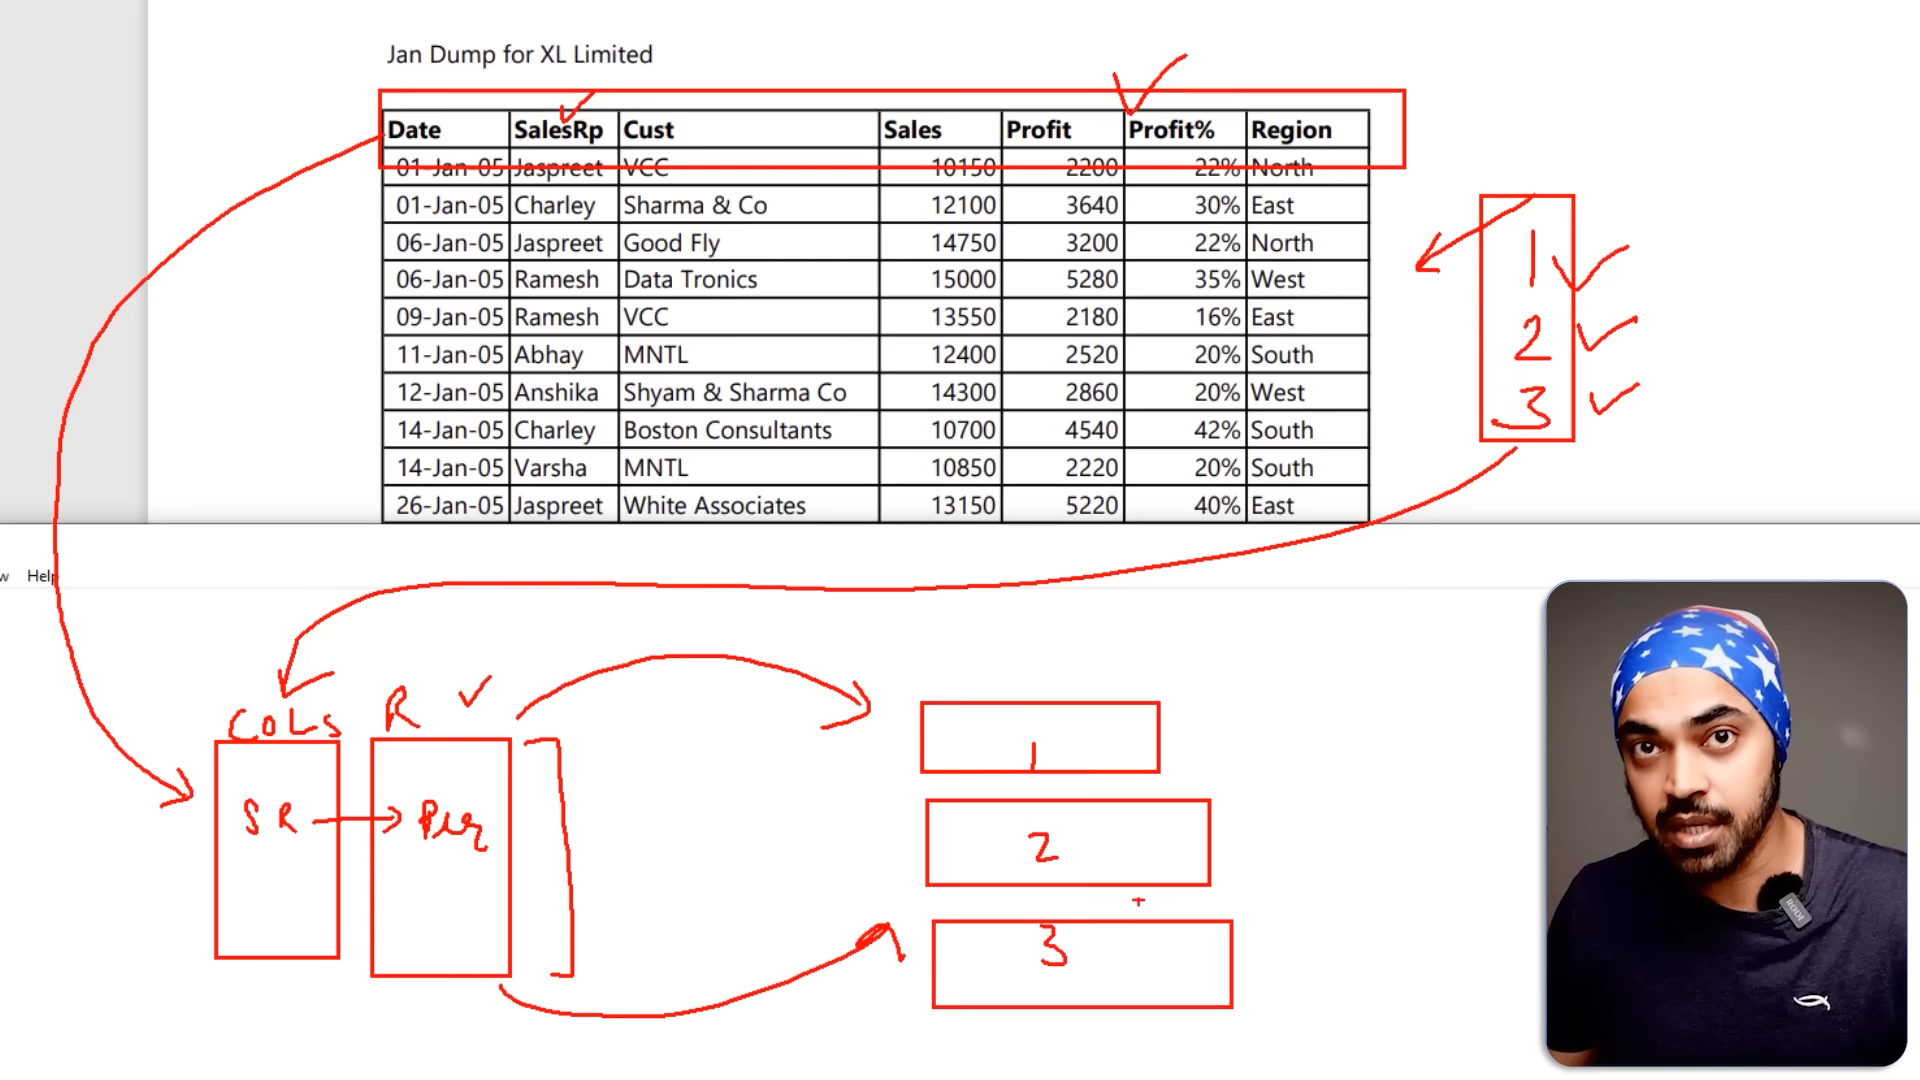 Jan Dump for XL Limited
Date SalesRp Cust Sales Profit Profit% Region
01-Jan-05 Jaspreet VCC 10150 2200 22% North
01-Jan-05 Charley Sharma & Co 12100 3640 30% East
06-Jan-05 Jaspreet Good Fly 14750 3200 22% North
06-Jan-05 Ramesh Data Tronics 15000 5280 35% West
09-Jan-05 Ramesh VCC 13550 2180 16% East
11-Jan-05 Abhay MNTL 12400 2520 20% South
12-Jan-05 Anshika Shyam & Sharma Co 14300 2860 20% West
14-Jan-05 Charley Boston Consultants 10700 4540 42% South
14-Jan-05 Varsha MNTL 10850 2220 20% South
26-Jan-05 Jaspreet White Associates 13150 5220 40% East
1
2
3
w Help
COLS R
SR
1
2
3
RODE